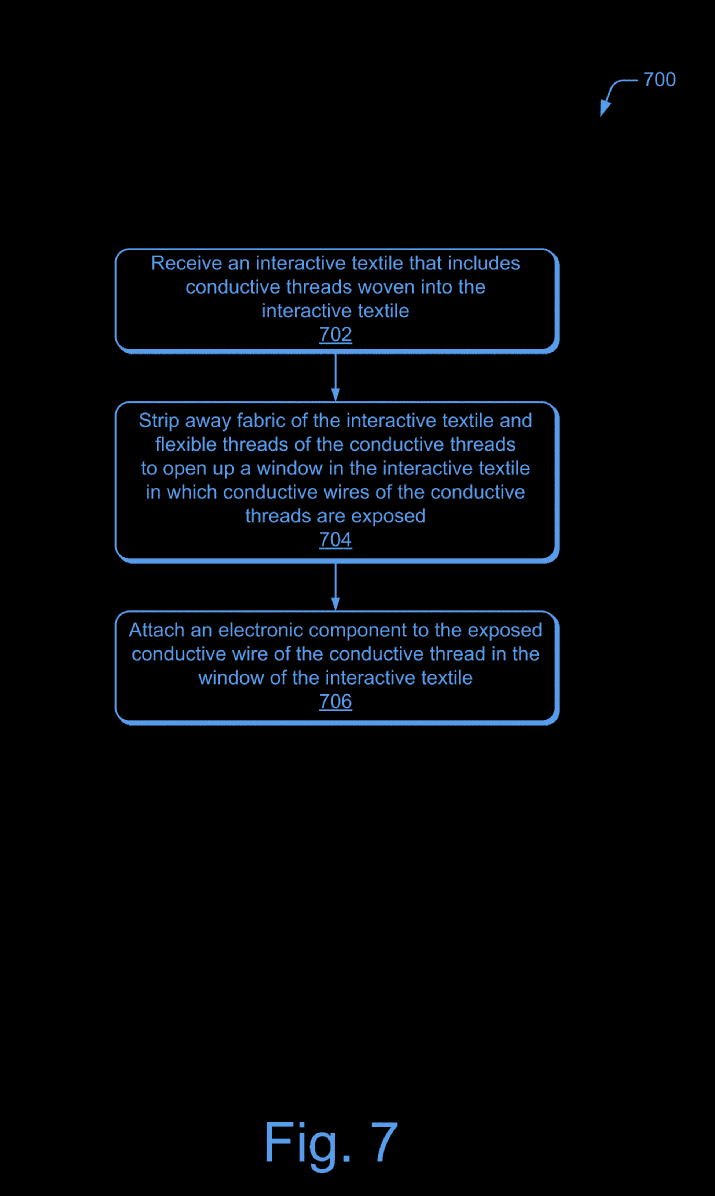 700
Receive an interactive textile that includes
conductive threads woven into the
interactive textile
702
Strip away fabric of the interactive textile and
flexible threads of the conductive threads
to open up a window in the interactive textile
in which conductive wires of the conductive
threads are exposed
704
Attach an electronic component to the exposed
conductive wire of the conductive thread in the
window of the interactive textile
706
Fig. 7